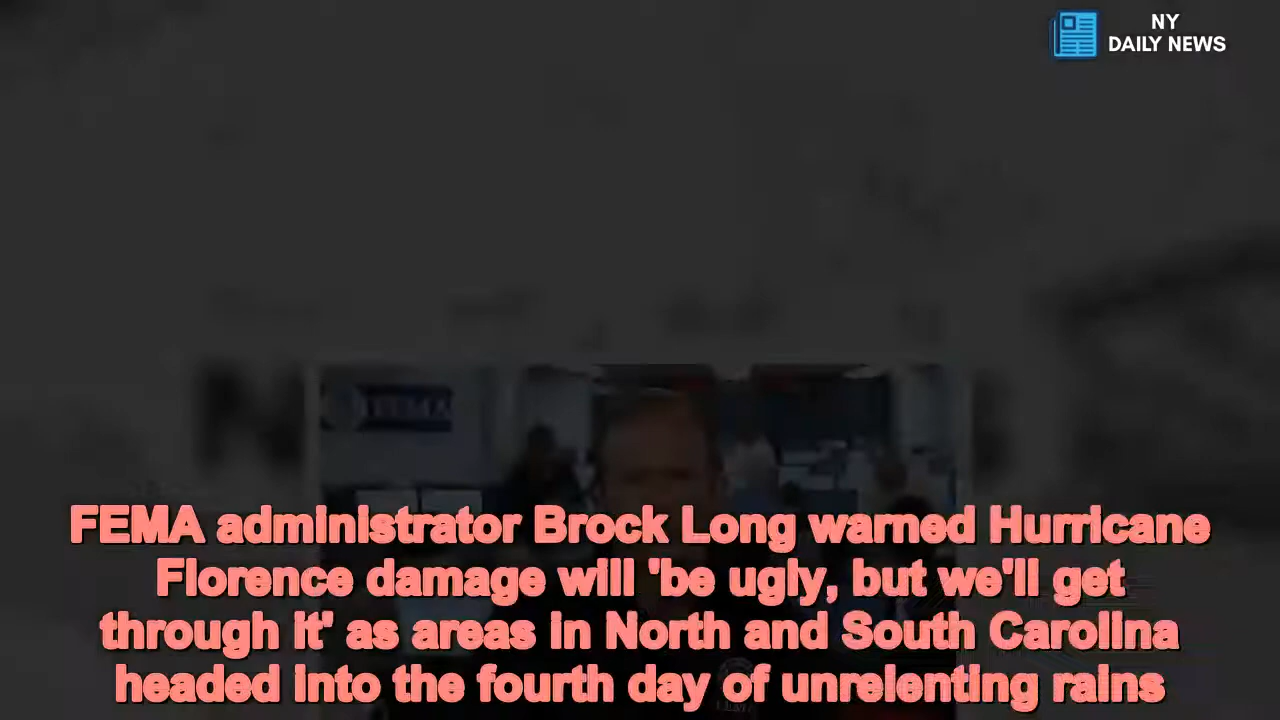 NY
DAILY NEWS
FEMA
FEMA administrator Brock Long warned Hurricane
Florence damage will 'be ugly, but we'll get
through it' as areas in North and South Carolina
headed into the fourth day of unrelenting rains